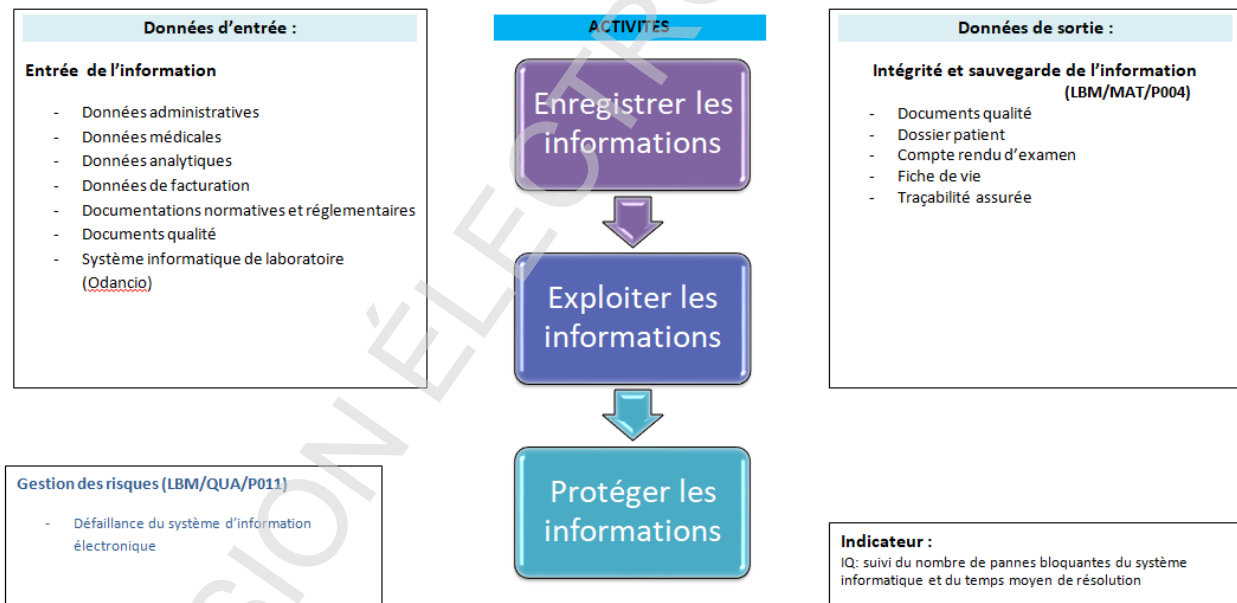 Données d'entrée :
Entrée de l'information
- Données administratives
- Données médicales
- Données analytiques
- Données de facturation
- Documentations normatives et réglementaires
- Documents qualité
- Système informatique de laboratoire
(Odancio)
Gestion des risques (LBM/QUA/P011)
- Défaillance du système d'information
électronique
ACTIVITES
Enregistrer les
informations
Exploiter les
informations
Protéger les
informations
Données de sortie :
Intégrité et sauvegarde de l'information
(LBM/MAT/P004)
- Documents qualité
- Dossier patient
- Compte rendu d'examen
- Fiche de vie
- Traçabilité assurée
Indicateur :
IQ: suivi du nombre de pannes bloquantes du système
informatique et du temps moyen de résolution
SION ÉLECTRO